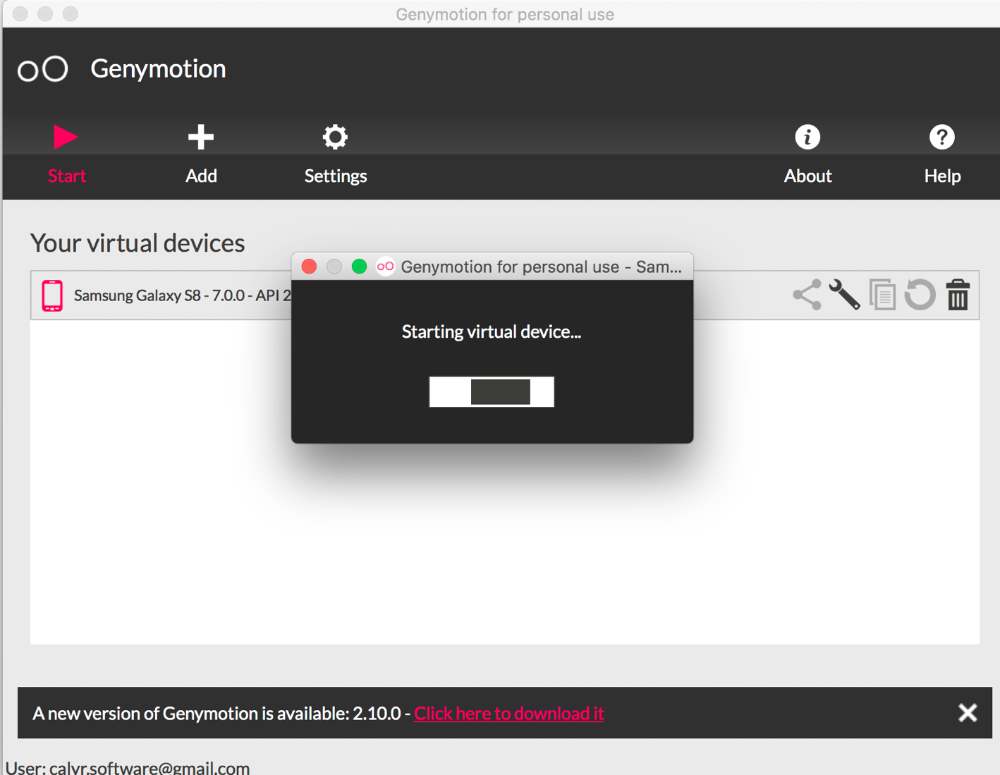 Genymotion for personal use
Genymotion
Start
Add
Settings
About
Help
Your virtual devices
Genymotion for personal use - Sam...
Samsung Galaxy S8 - 7.0.0 - API 2
Starting virtual device...
A new version of Genymotion is available: 2.10.0 - Click here to download it
User: calyr.software@gmail.com